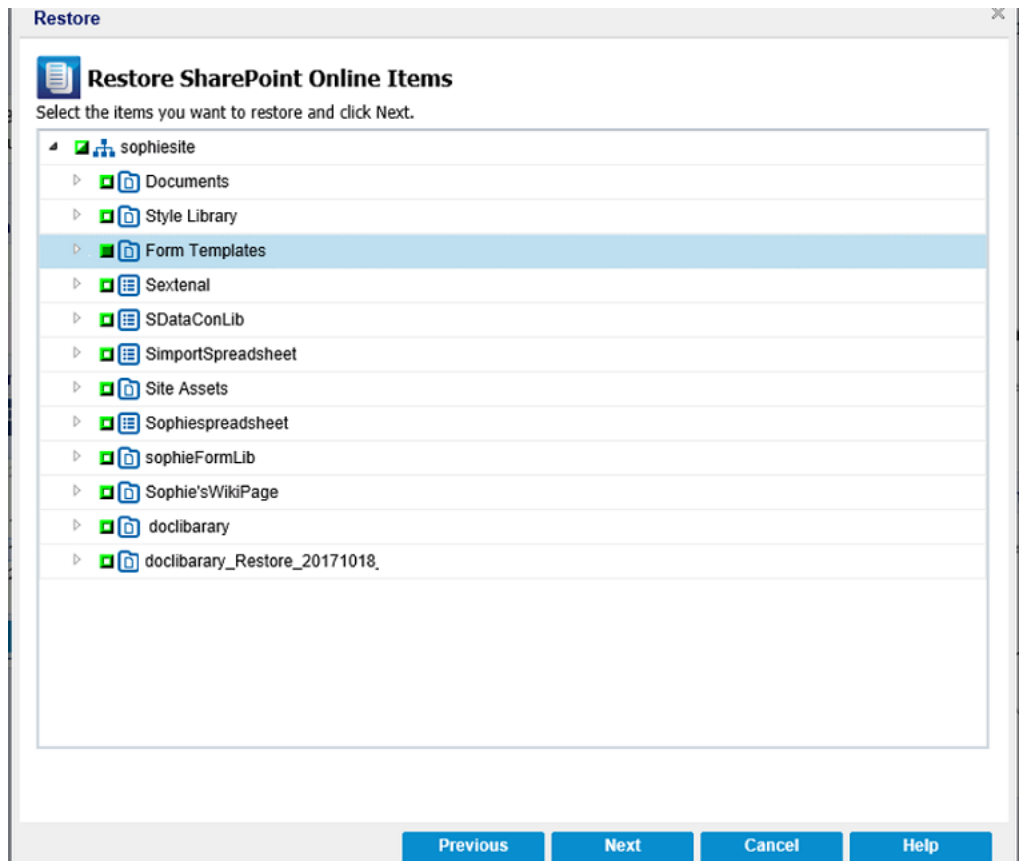 Restore
Restore SharePoint Online Items
Select the items you want to restore and click Next.
sophiesite
Documents
Style Library
Form Templates
Sextenal
SDataConLib
SimportSpreadsheet
Site Assets
Sophiespreadsheet
sophieFormLib
Sophie'sWikiPage
doclibarary
doclibarary_Restore_20171018_
Previous Next Cancel Help